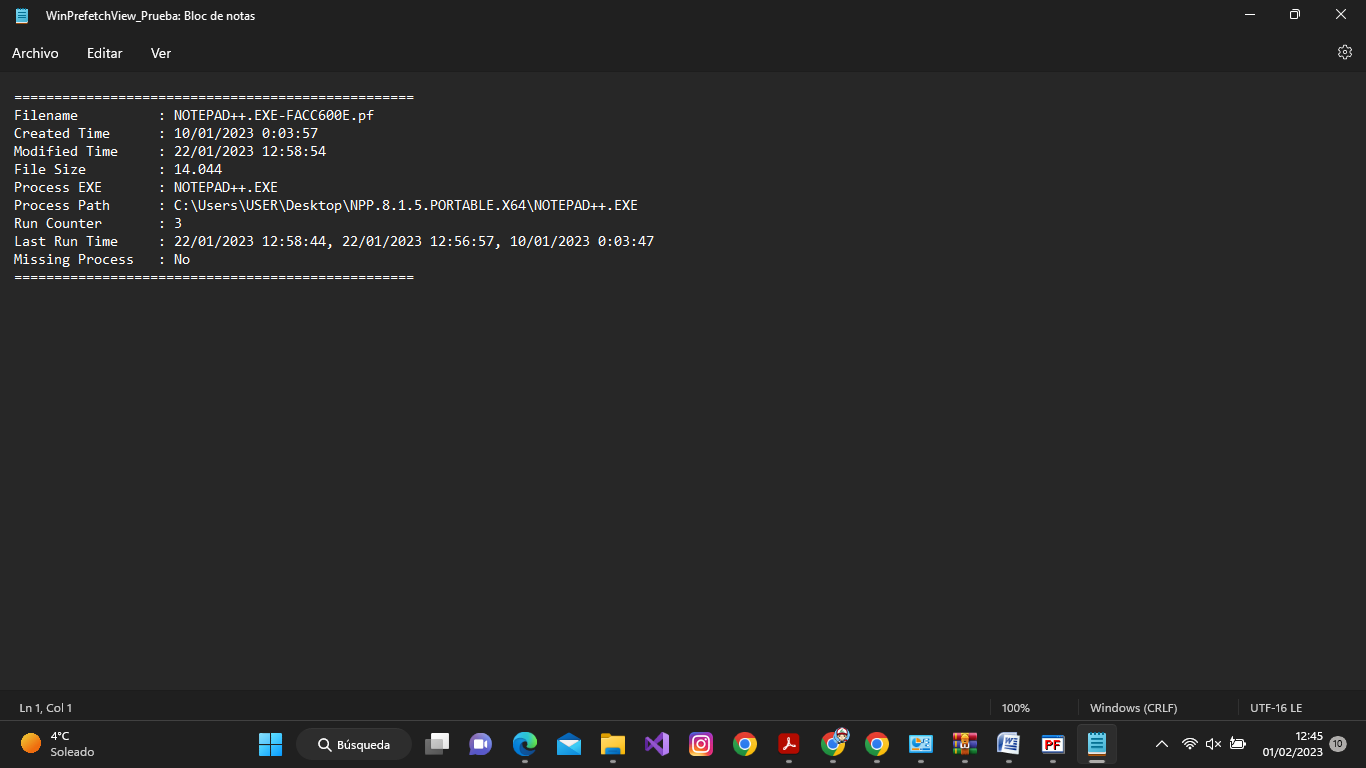 WinPrefetchView_Prueba: Bloc de notas
Archivo Editar Ver
==================================================
Filename          : NOTEPAD++.EXE-FACC600E.pf
Created Time      : 10/01/2023 0:03:57
Modified Time     : 22/01/2023 12:58:54
File Size         : 14.044
Process EXE       : NOTEPAD++.EXE
Process Path      : C:\Users\USER\Desktop\NPP.8.1.5.PORTABLE.X64\NOTEPAD++.EXE
Run Counter       : 3
Last Run Time     : 22/01/2023 12:58:44, 22/01/2023 12:56:57, 10/01/2023 0:03:47
Missing Process   : No
==================================================
Ln 1, Col 1 100% Windows (CRLF) UTF-16 LE
4°C
Soleado
Búsqueda
PF
12:45
01/02/2023
10